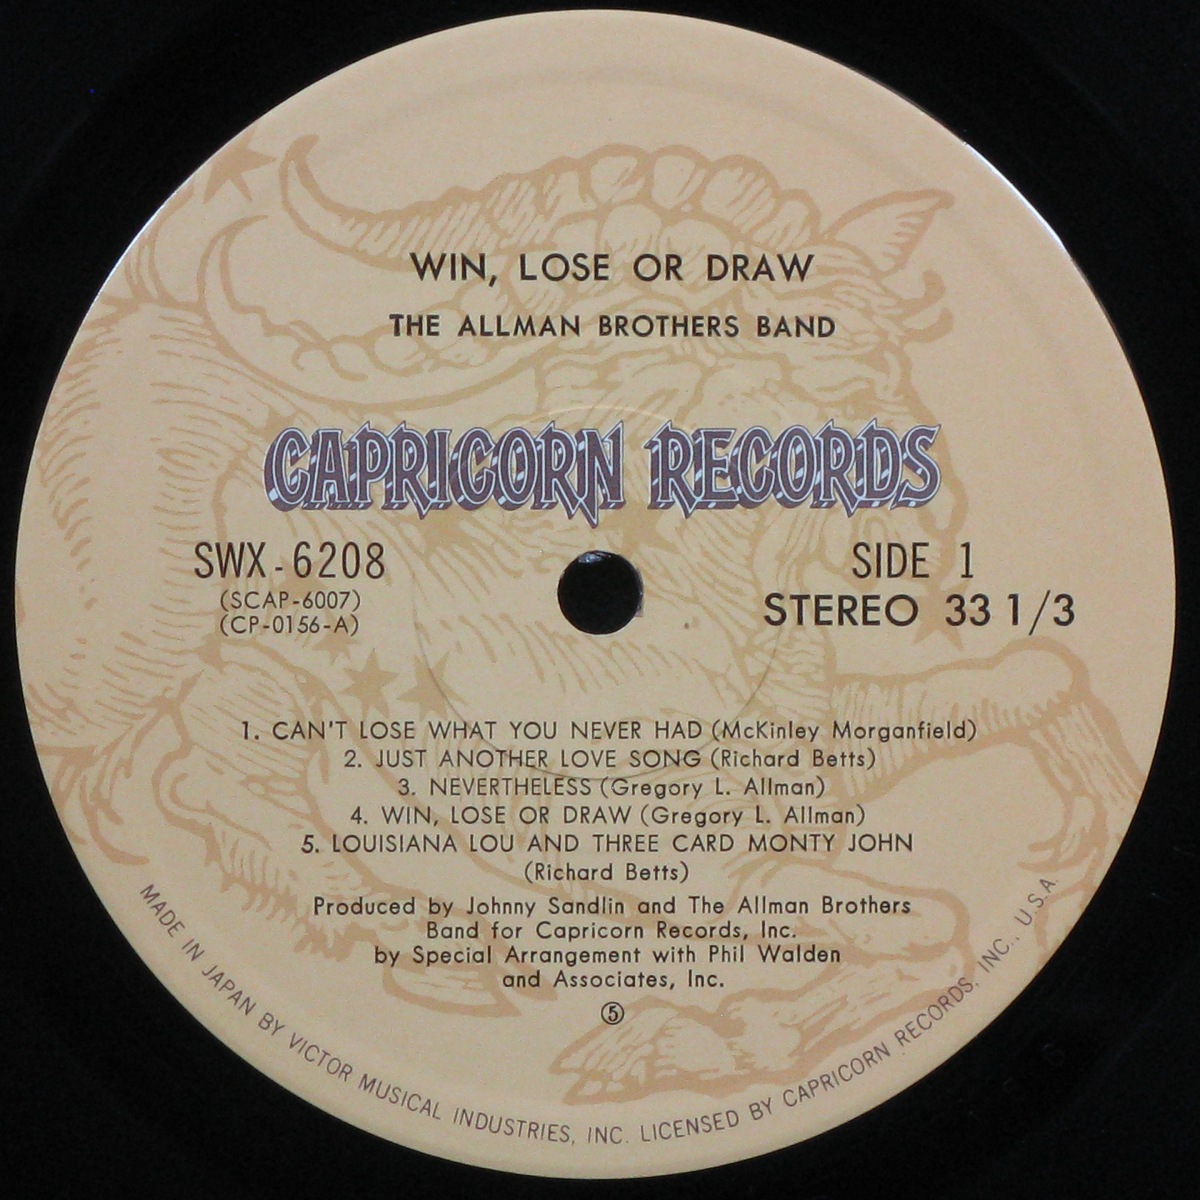 WIN, LOSE OR DRAW
THE ALLMAN BROTHERS BAND
CAPRICORN RECORDS
SWX-6208
(SCAP-6007)
(CP-0156-A)
SIDE 1
STEREO 33 1/3
1. CAN'T LOSE WHAT YOU NEVER HAD (McKinley Morganfield)
2. JUST ANOTHER LOVE SONG (Richard Betts)
3. NEVERTHELESS (Gregory L. Allman)
4. WIN, LOSE OR DRAW (Gregory L. Allman)
5. LOUISIANA LOU AND THREE CARD MONTY JOHN
(Richard Betts)
Produced by Johnny Sandlin and The Allman Brothers
Band for Capricorn Records, Inc.
by Special Arrangement with Phil Walden
and Associates, Inc.
⑤
MADE IN JAPAN BY VICTOR MUSICAL INDUSTRIES, INC. LICENSED BY CAPRICORN RECORDS, INC., U.S.A.